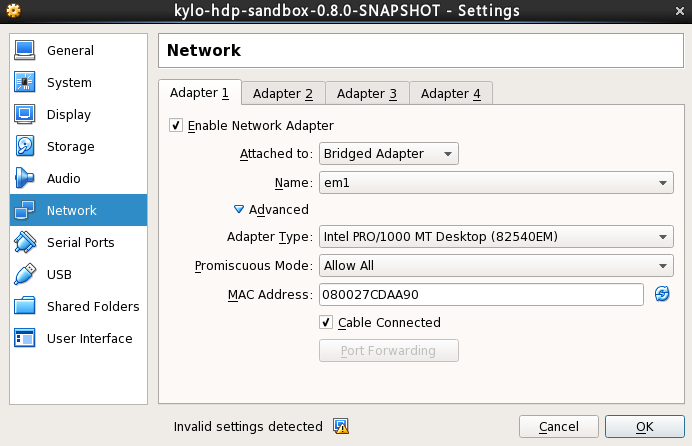 kylo-hdp-sandbox-0.8.0-SNAPSHOT - Settings
General
System
Display
Storage
Audio
Network
Serial Ports
USB
Shared Folders
User Interface
Network
Adapter 1 Adapter 2 Adapter 3 Adapter 4
Enable Network Adapter
Attached to: Bridged Adapter
Name: em1
Advanced
Adapter Type: Intel PRO/1000 MT Desktop (82540EM)
Promiscuous Mode: Allow All
MAC Address: 080027CDAA90
Cable Connected
Port Forwarding
Invalid settings detected
Cancel OK